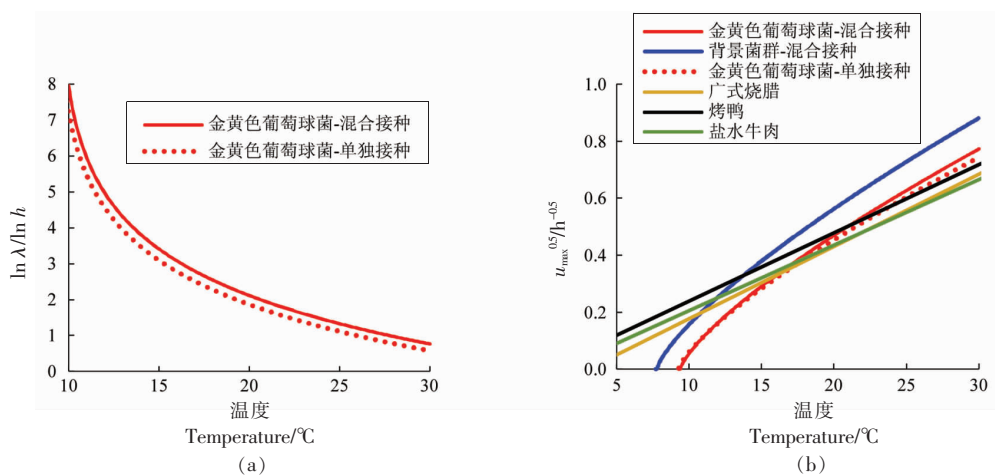 8
7
6
5
4
3
2
1
0
ln λ/ln h
金黄色葡萄球菌-混合接种
金黄色葡萄球菌-单独接种
10
15
20
25
30
温度
Temperature/℃
(a)
金黄色葡萄球菌-混合接种
背景菌群-混合接种
金黄色葡萄球菌-单独接种
广式烧腊
烤鸭
盐水牛肉
1.0
0.8
0.6
0.4
0.2
0.0
u_max^0.5/h^-0.5
5
10
15
20
25
30
温度
Temperature/℃
(b)